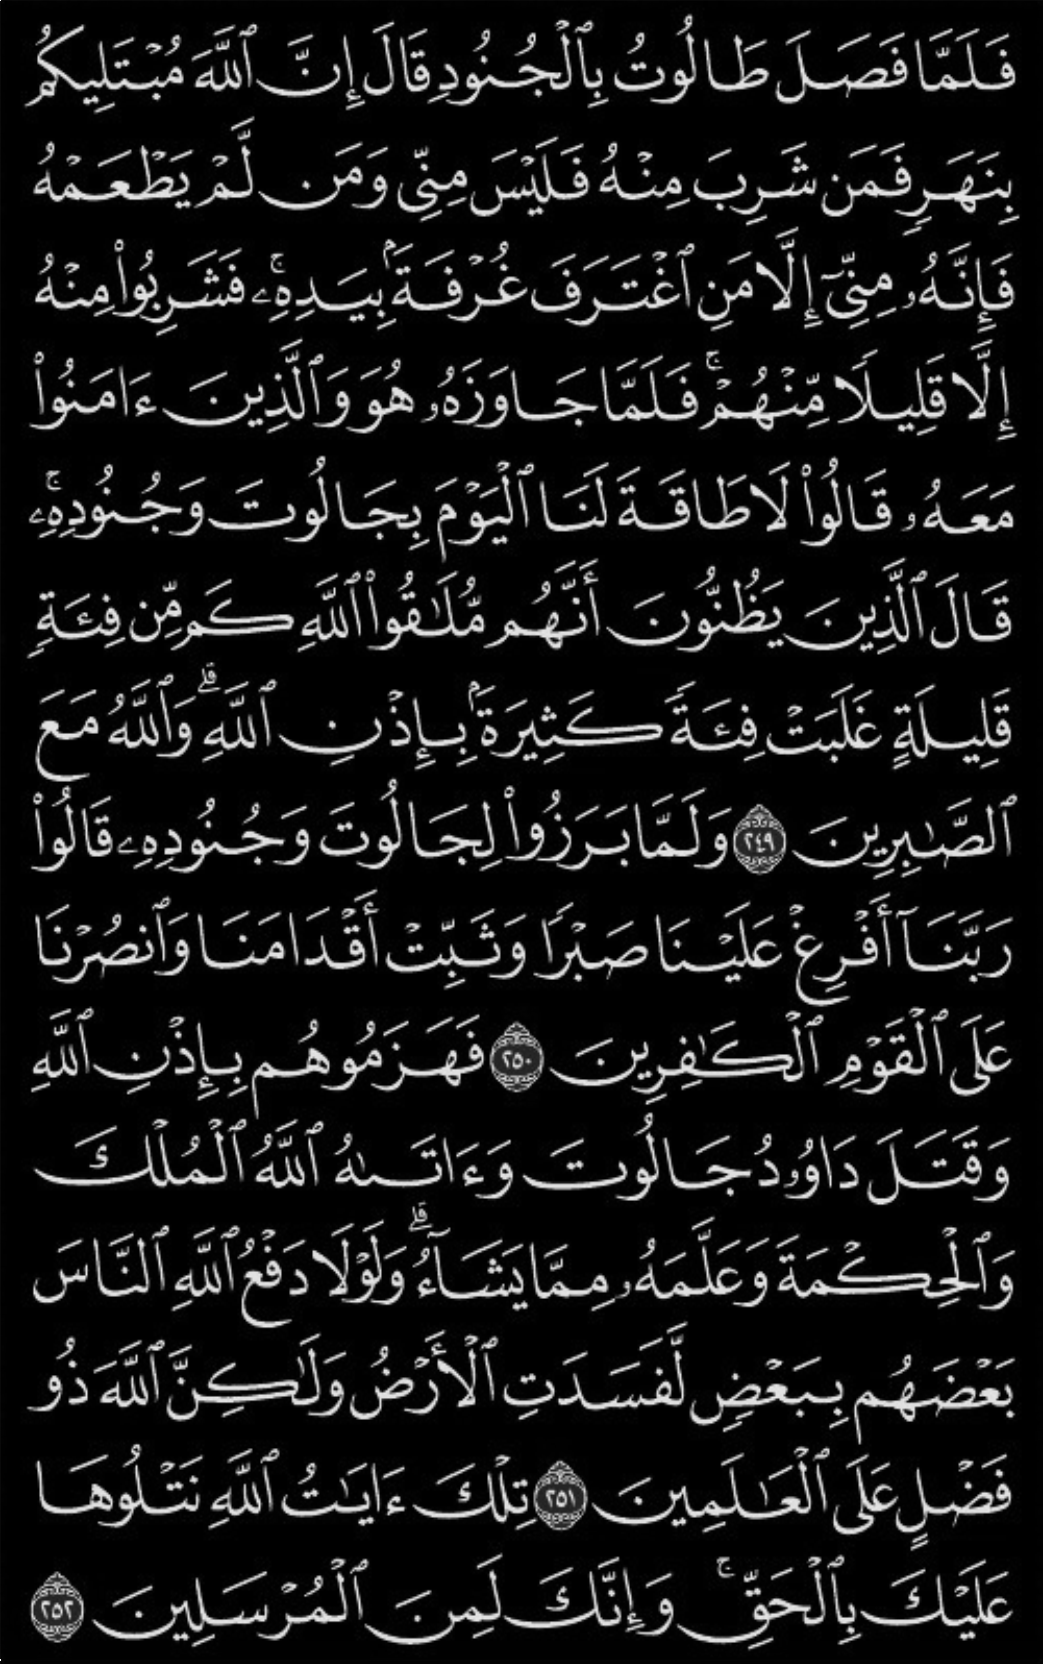 فَلَمَّا فَصَلَ طَالُوتُ بِٱلْجُنُودِ قَالَ إِنَّ ٱللَّهَ مُبْتَلِيكُم
بِنَهَرٍ فَمَن شَرِبَ مِنْهُ فَلَيْسَ مِنِّى وَمَن لَّمْ يَطْعَمْهُ
فَإِنَّهُۥ مِنِّىٓ إِلَّا مَنِ ٱغْتَرَفَ غُرْفَةًۢ بِيَدِهِۦۚ فَشَرِبُوا۟ مِنْهُ
إِلَّا قَلِيلًا مِّنْهُمْۚ فَلَمَّا جَاوَزَهُۥ هُوَ وَٱلَّذِينَ ءَامَنُوا۟
مَعَهُۥ قَالُوا۟ لَا طَاقَةَ لَنَا ٱلْيَوْمَ بِجَالُوتَ وَجُنُودِهِۦۚ
قَالَ ٱلَّذِينَ يَظُنُّونَ أَنَّهُم مُّلَٰقُوا۟ ٱللَّهِ كَم مِّن فِئَةٍ
قَلِيلَةٍ غَلَبَتْ فِئَةً كَثِيرَةًۢ بِإِذْنِ ٱللَّهِۗ وَٱللَّهُ مَعَ
ٱلصَّٰبِرِينَ ٢٤٩ وَلَمَّا بَرَزُوا۟ لِجَالُوتَ وَجُنُودِهِۦ قَالُوا۟
رَبَّنَآ أَفْرِغْ عَلَيْنَا صَبْرًا وَثَبِّتْ أَقْدَامَنَا وَٱنصُرْنَا
عَلَى ٱلْقَوْمِ ٱلْكَٰفِرِينَ ٢٥٠ فَهَزَمُوهُم بِإِذْنِ ٱللَّهِ
وَقَتَلَ دَاوُۥدُ جَالُوتَ وَءَاتَىٰهُ ٱللَّهُ ٱلْمُلْكَ
وَٱلْحِكْمَةَ وَعَلَّمَهُۥ مِمَّا يَشَآءُۗ وَلَوْلَا دَفْعُ ٱللَّهِ ٱلنَّاسَ
بَعْضَهُم بِبَعْضٍ لَّفَسَدَتِ ٱلْأَرْضُ وَلَٰكِنَّ ٱللَّهَ ذُو
فَضْلٍ عَلَى ٱلْعَٰلَمِينَ ٢٥١ تِلْكَ ءَايَٰتُ ٱللَّهِ نَتْلُوهَا
عَلَيْكَ بِٱلْحَقِّۚ وَإِنَّكَ لَمِنَ ٱلْمُرْسَلِينَ ٢٥٢